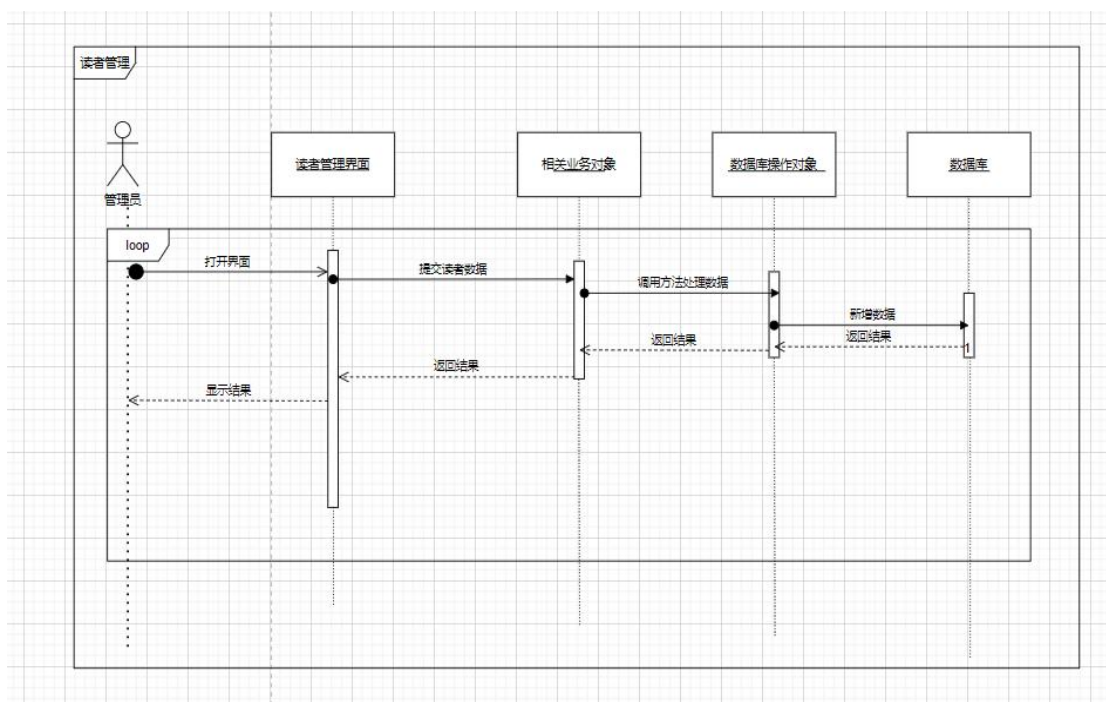 读者管理
管理员
读者管理界面
相关业务对象
数据库操作对象
数据库
loop
打开界面
提交读者数据
调用方法处理数据
新增数据
返回结果
1
返回结果
返回结果
显示结果